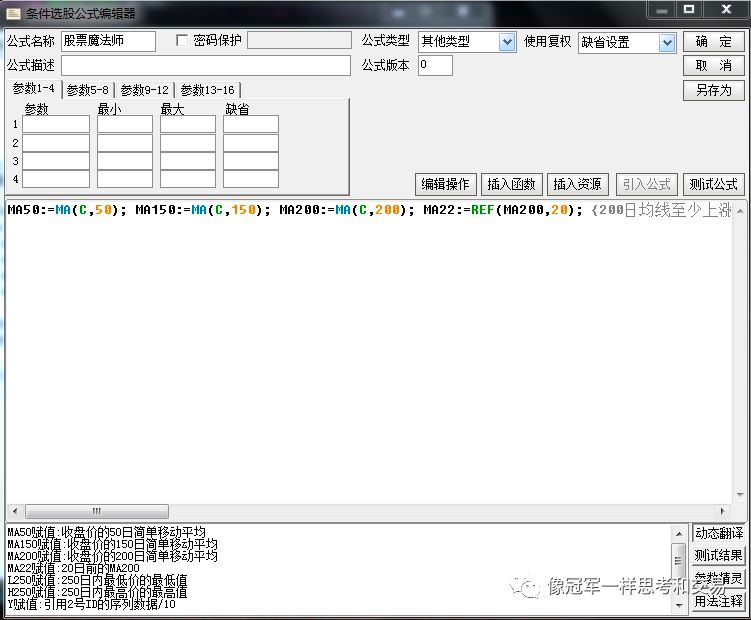 条件选股公式编辑器
公式名称 股票魔法师 密码保护 公式类型 其他类型 使用复权 缺省设置 确 定
公式描述 公式版本 0 取 消
参数1-4 参数5-8 参数9-12 参数13-16 另存为
参数 最小 最大 缺省
1
2
3
4
编辑操作 插入函数 插入资源 引入公式 测试公式
MA50:=MA(C,50); MA150:=MA(C,150); MA200:=MA(C,200); MA22:=REF(MA200,20); {200日均线至少上涨
MA50赋值:收盘价的50日简单移动平均
MA150赋值:收盘价的150日简单移动平均
MA200赋值:收盘价的200日简单移动平均
MA22赋值:20日前的MA200
L250赋值:250日内最低价的最低值
H250赋值:250日内最高价的最高值
Y赋值:引用2号ID的序列数据/10
动态翻译
测试结果
参数精灵
用法注释
像冠军一样思考和交易